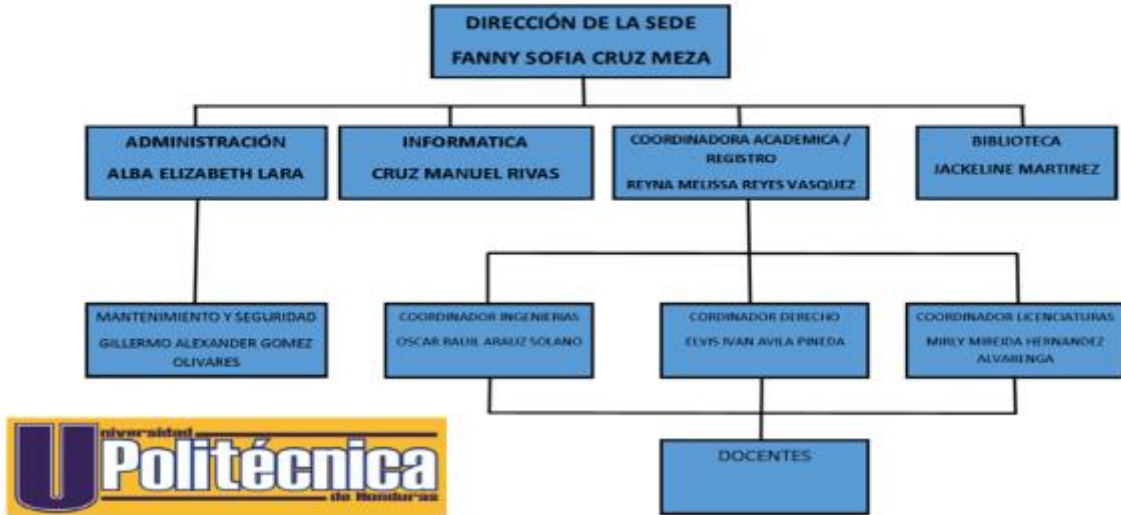 DIRECCIÓN DE LA SEDE
FANNY SOFIA CRUZ MEZA
ADMINISTRACIÓN
ALBA ELIZABETH LARA
INFORMATICA
CRUZ MANUEL RIVAS
COORDINADORA ACADEMICA /
REGISTRO
REYNA MELISSA REYES VASQUEZ
BIBLIOTECA
JACKELINE MARTINEZ
MANTENIMIENTO Y SEGURIDAD
GILLERMO ALEXANDER GOMEZ
OLIVARES
COORDINADOR INGENIERIAS
OSCAR RAUIL ARAUZ SOLANO
CORDINADOR DERECHO
ELVIS IVAN AVILA PINEDA
COORDINADOR LICENCIATURAS
MIRLY MIREIDA HERNANDEZ
ALVARENGA
DOCENTES
Universidad
Politécnica
de Honduras